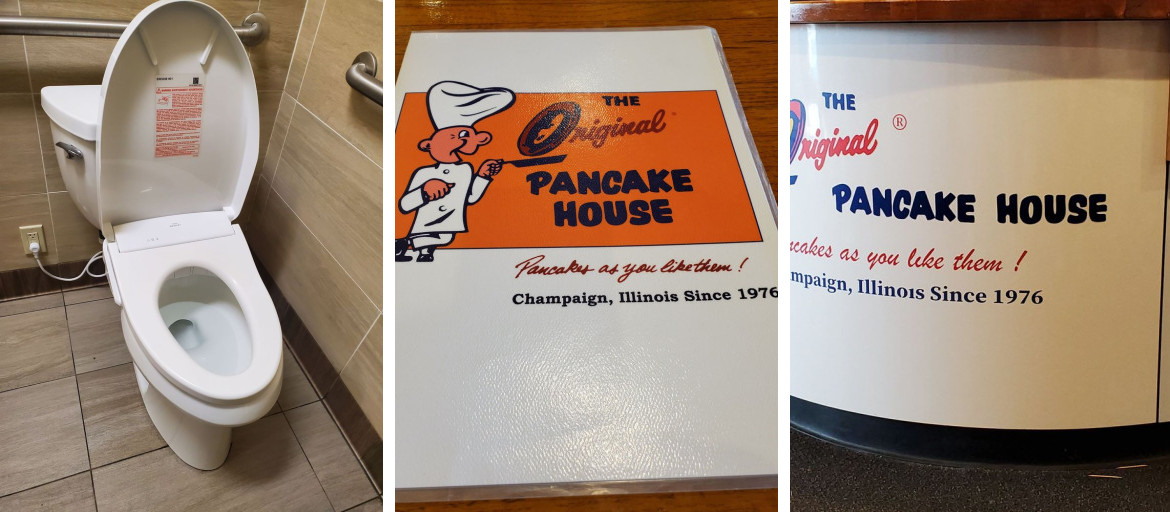 THE
Original
PANCAKE
HOUSE
Pancakes as you like them !
Champaign, Illinois Since 1976
THE
Original ®
PANCAKE HOUSE
ncakes as you like them !
mpaign, Illinois Since 1976